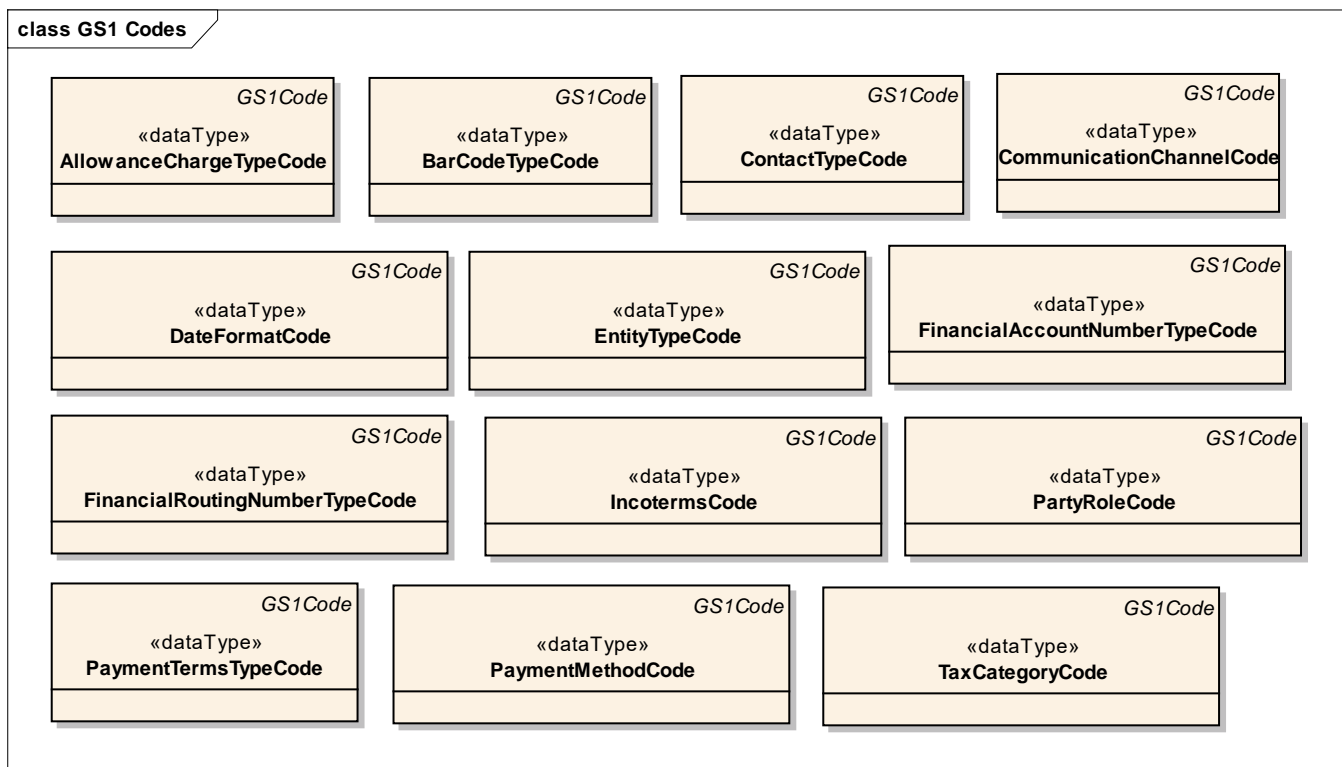 class GS1 Codes
GS1Code
«dataType»
AllowanceChargeTypeCode
GS1Code
«dataType»
BarCodeTypeCode
GS1Code
«dataType»
ContactTypeCode
GS1Code
«dataType»
CommunicationChannelCode
GS1Code
«dataType»
DateFormatCode
GS1Code
«dataType»
EntityTypeCode
GS1Code
«dataType»
FinancialAccountNumberTypeCode
GS1Code
«dataType»
FinancialRoutingNumberTypeCode
GS1Code
«dataType»
IncotermsCode
GS1Code
«dataType»
PartyRoleCode
GS1Code
«dataType»
PaymentTermsTypeCode
GS1Code
«dataType»
PaymentMethodCode
GS1Code
«dataType»
TaxCategoryCode